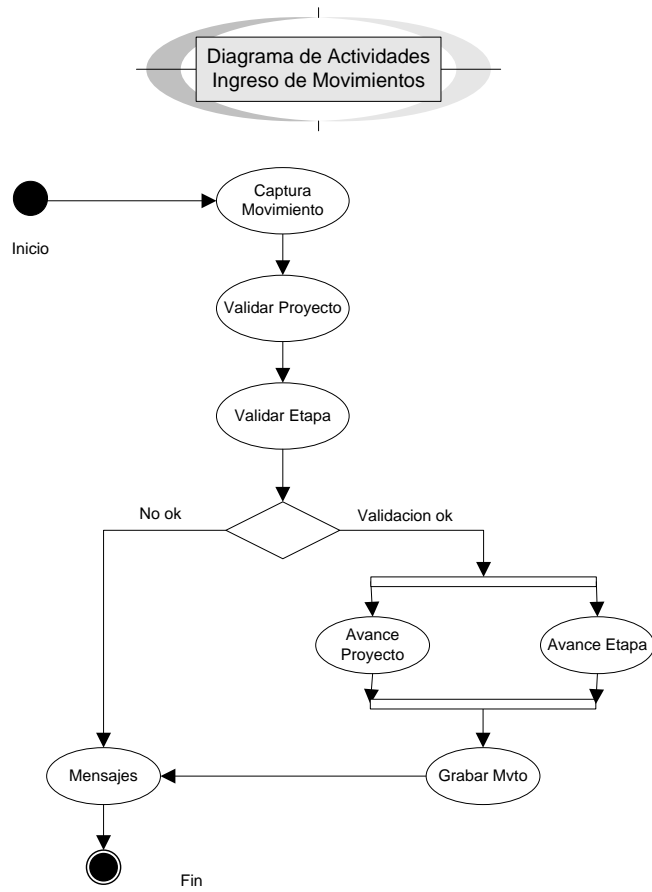 Diagrama de Actividades
Ingreso de Movimientos
Captura
Movimiento
Inicio
Validar Proyecto
Validar Etapa
No ok
Validacion ok
Avance
Proyecto
Avance Etapa
Mensajes
Grabar Mvto
Fin